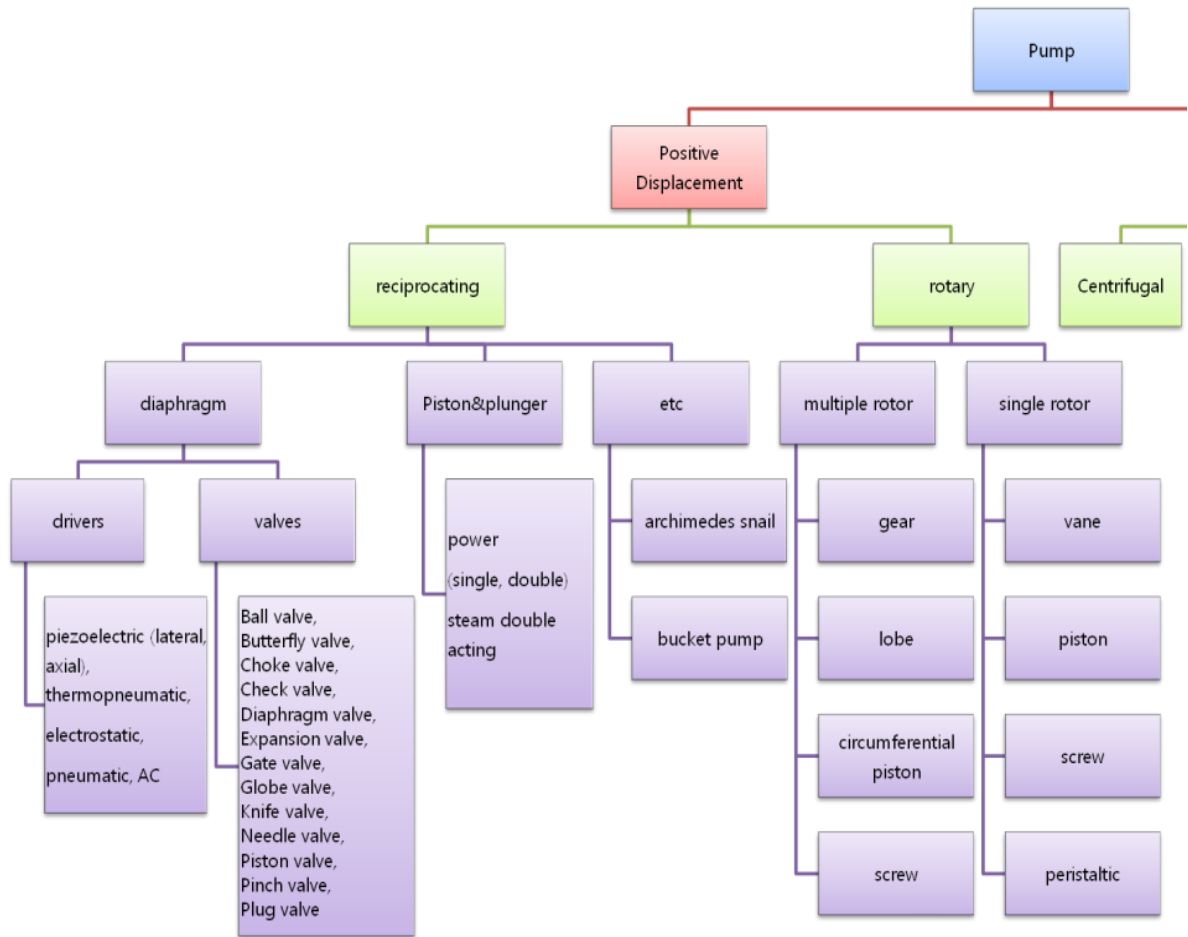 Pump
Positive
Displacement
reciprocating
rotary
Centrifugal
diaphragm
Piston&plunger
etc
multiple rotor
single rotor
drivers
valves
power
(single, double)
steam double
acting
archimedes snail
bucket pump
gear
lobe
circumferential
piston
screw
vane
piston
screw
peristaltic
piezoelectric (lateral,
axial),
thermopneumatic,
electrostatic,
pneumatic, AC
Ball valve,
Butterfly valve,
Choke valve,
Check valve,
Diaphragm valve,
Expansion valve,
Gate valve,
Globe valve,
Knife valve,
Needle valve,
Piston valve,
Pinch valve,
Plug valve